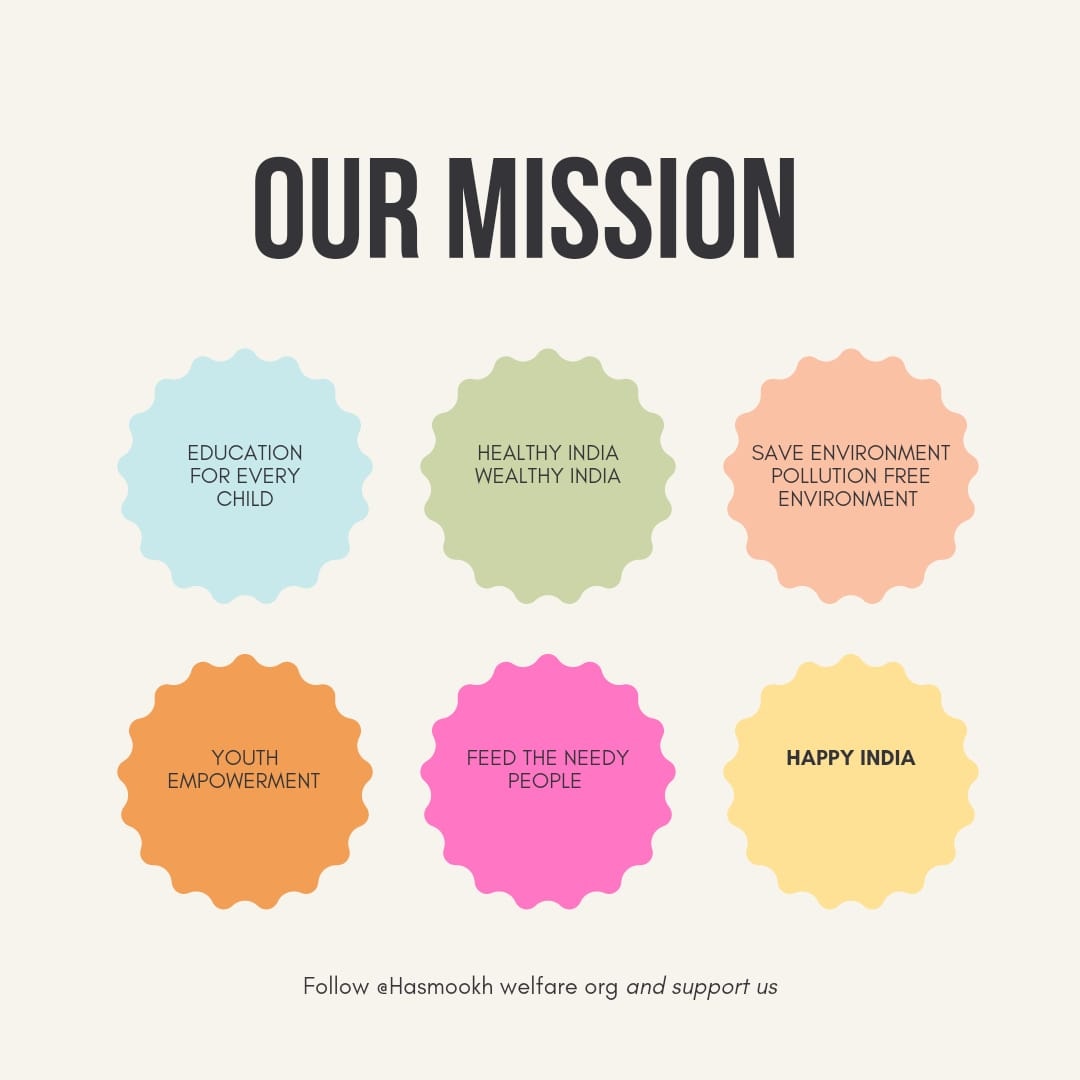 OUR MISSION
EDUCATION
FOR EVERY
CHILD
HEALTHY INDIA
WEALTHY INDIA
SAVE ENVIRONMENT
POLLUTION FREE
ENVIRONMENT
YOUTH
EMPOWERMENT
FEED THE NEEDY
PEOPLE
HAPPY INDIA
Follow @Hasmookh welfare org and support us